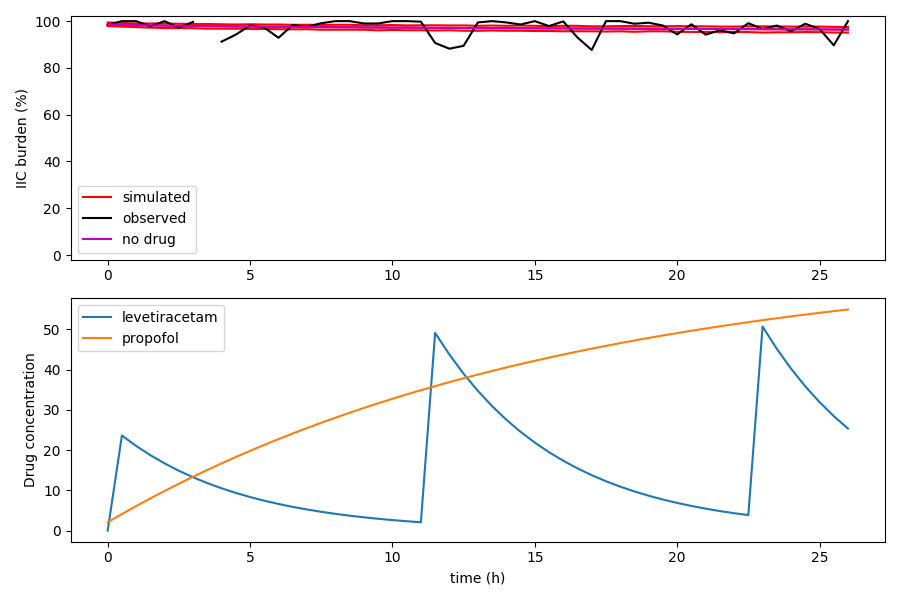 100
80
60
40
20
0
IIC burden (%)
simulated
observed
no drug
0 5 10 15 20 25
50
40
30
20
10
0
Drug concentration
levetiracetam
propofol
0 5 10 15 20 25
time (h)